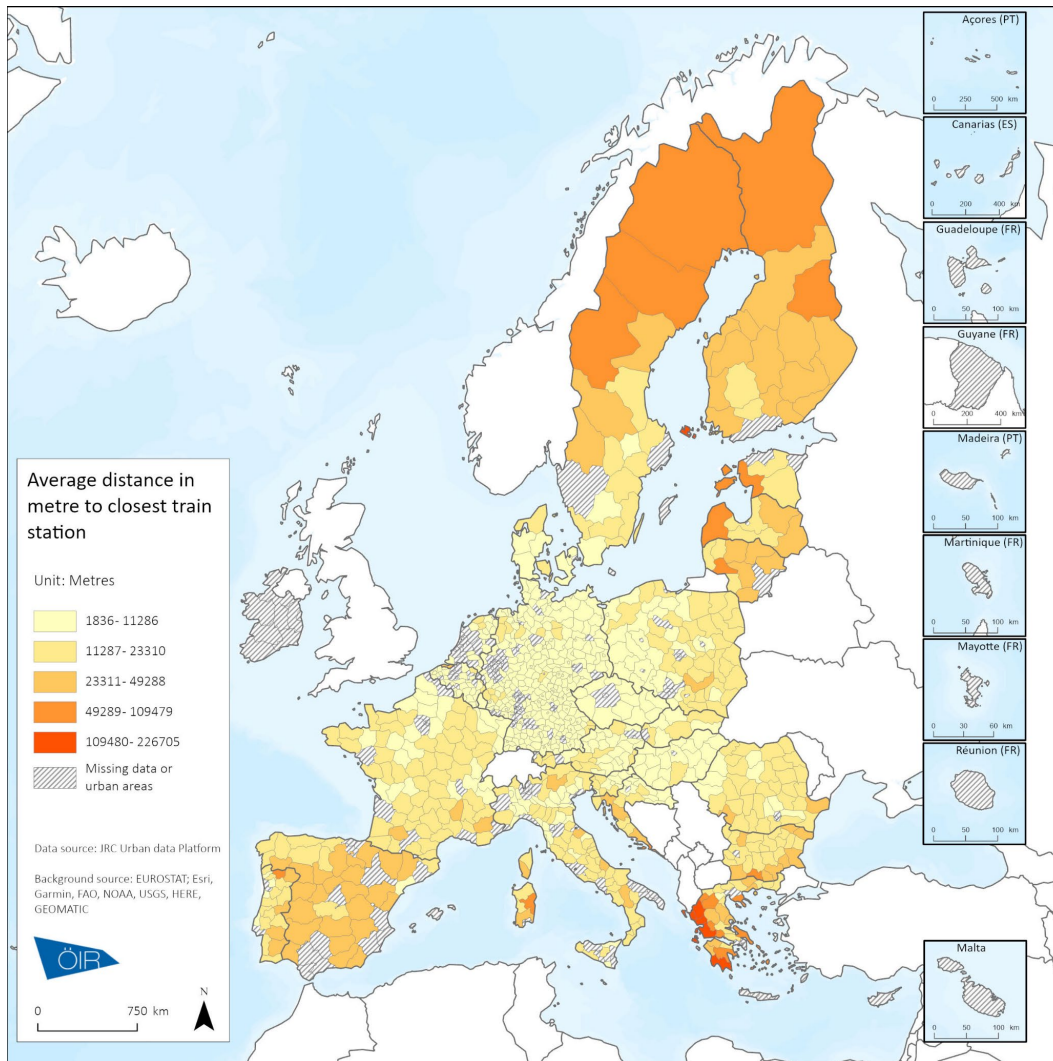 Average distance in
metre to closest train
station
Unit: Metres
1836- 11286
11287- 23310
23311- 49288
49289- 109479
109480- 226705
Missing data or
urban areas
Data source: JRC Urban data Platform
Background source: EUROSTAT; Esri,
Garmin, FAO, NOAA, USGS, HERE,
GEOMATIC
ÖIR
N
0 750 km
Açores (PT)
0 250 500 km
Canarias (ES)
0 200 400 km
Guadeloupe (FR)
0 50 100 km
Guyane (FR)
0 200 400 km
Madeira (PT)
0 50 100 km
Martinique (FR)
0 50 100 km
Mayotte (FR)
0 30 60 km
Réunion (FR)
0 50 100 km
Malta
0 50 100 km